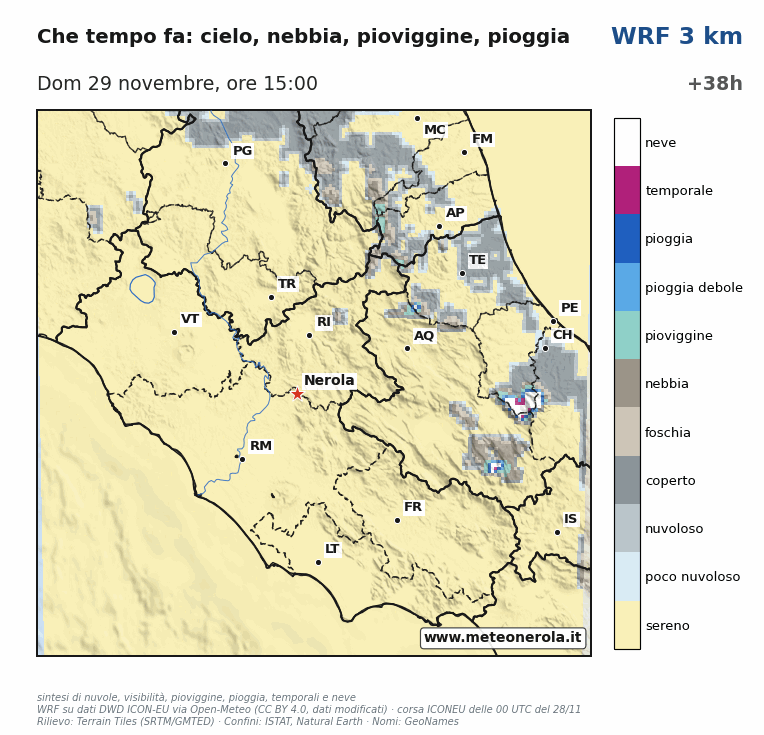 Che tempo fa: cielo, nebbia, pioviggine, pioggia
WRF 3 km
Dom 29 novembre, ore 15:00
+38h
MC
FM
PG
AP
TE
TR
PE
VT
RI
AQ
CH
Nerola
RM
FR
IS
LT
www.meteonerola.it
neve
temporale
pioggia
pioggia debole
pioviggine
nebbia
foschia
coperto
nuvoloso
poco nuvoloso
sereno
sintesi di nuvole, visibilità, pioviggine, pioggia, temporali e neve
WRF su dati DWD ICON-EU via Open-Meteo (CC BY 4.0, dati modificati) · corsa ICONEU delle 00 UTC del 28/11
Rilievo: Terrain Tiles (SRTM/GMTED) · Confini: ISTAT, Natural Earth · Nomi: GeoNames